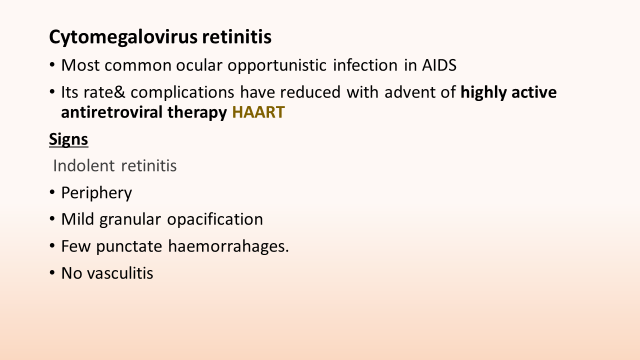 Cytomegalovirus retinitis
• Most common ocular opportunistic infection in AIDS
• Its rate& complications have reduced with advent of highly active
antiretroviral therapy HAART
Signs
Indolent retinitis
• Periphery
• Mild granular opacification
• Few punctate haemorrahages.
• No vasculitis